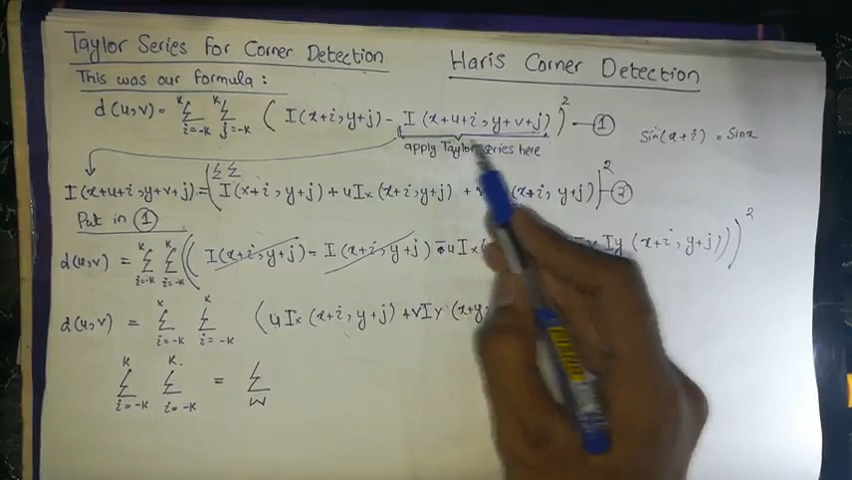 Taylor Series for Corner Detection
Haris Corner Detection
This was our formula :
d(u,v) = Σ_{i=-k}^{k} Σ_{j=-k}^{k} ( I(x+i, y+j) - I(x+u+i, y+v+j) )² — ①
apply Taylor series here
Sin(x+i) = Sinx
I(x+u+i, y+v+j) = (ΣΣ I(x+i, y+j) + uIx(x+i, y+j) + (x+i, y+j))²
Put in ①
d(u,v) = Σ_{i=-k}^{k} Σ_{i=-k}^{k} (( I(x+i, y+j) = I(x+i, y+j) uIx Iy(x+i, y+j)))²
d(u,v) = Σ_{i=-k}^{k} Σ_{i=-k}^{k} (uIx(x+i, y+j) + vIy(x+
Σ_{i=-k}^{k} Σ_{i=-k}^{k} = Σ_W